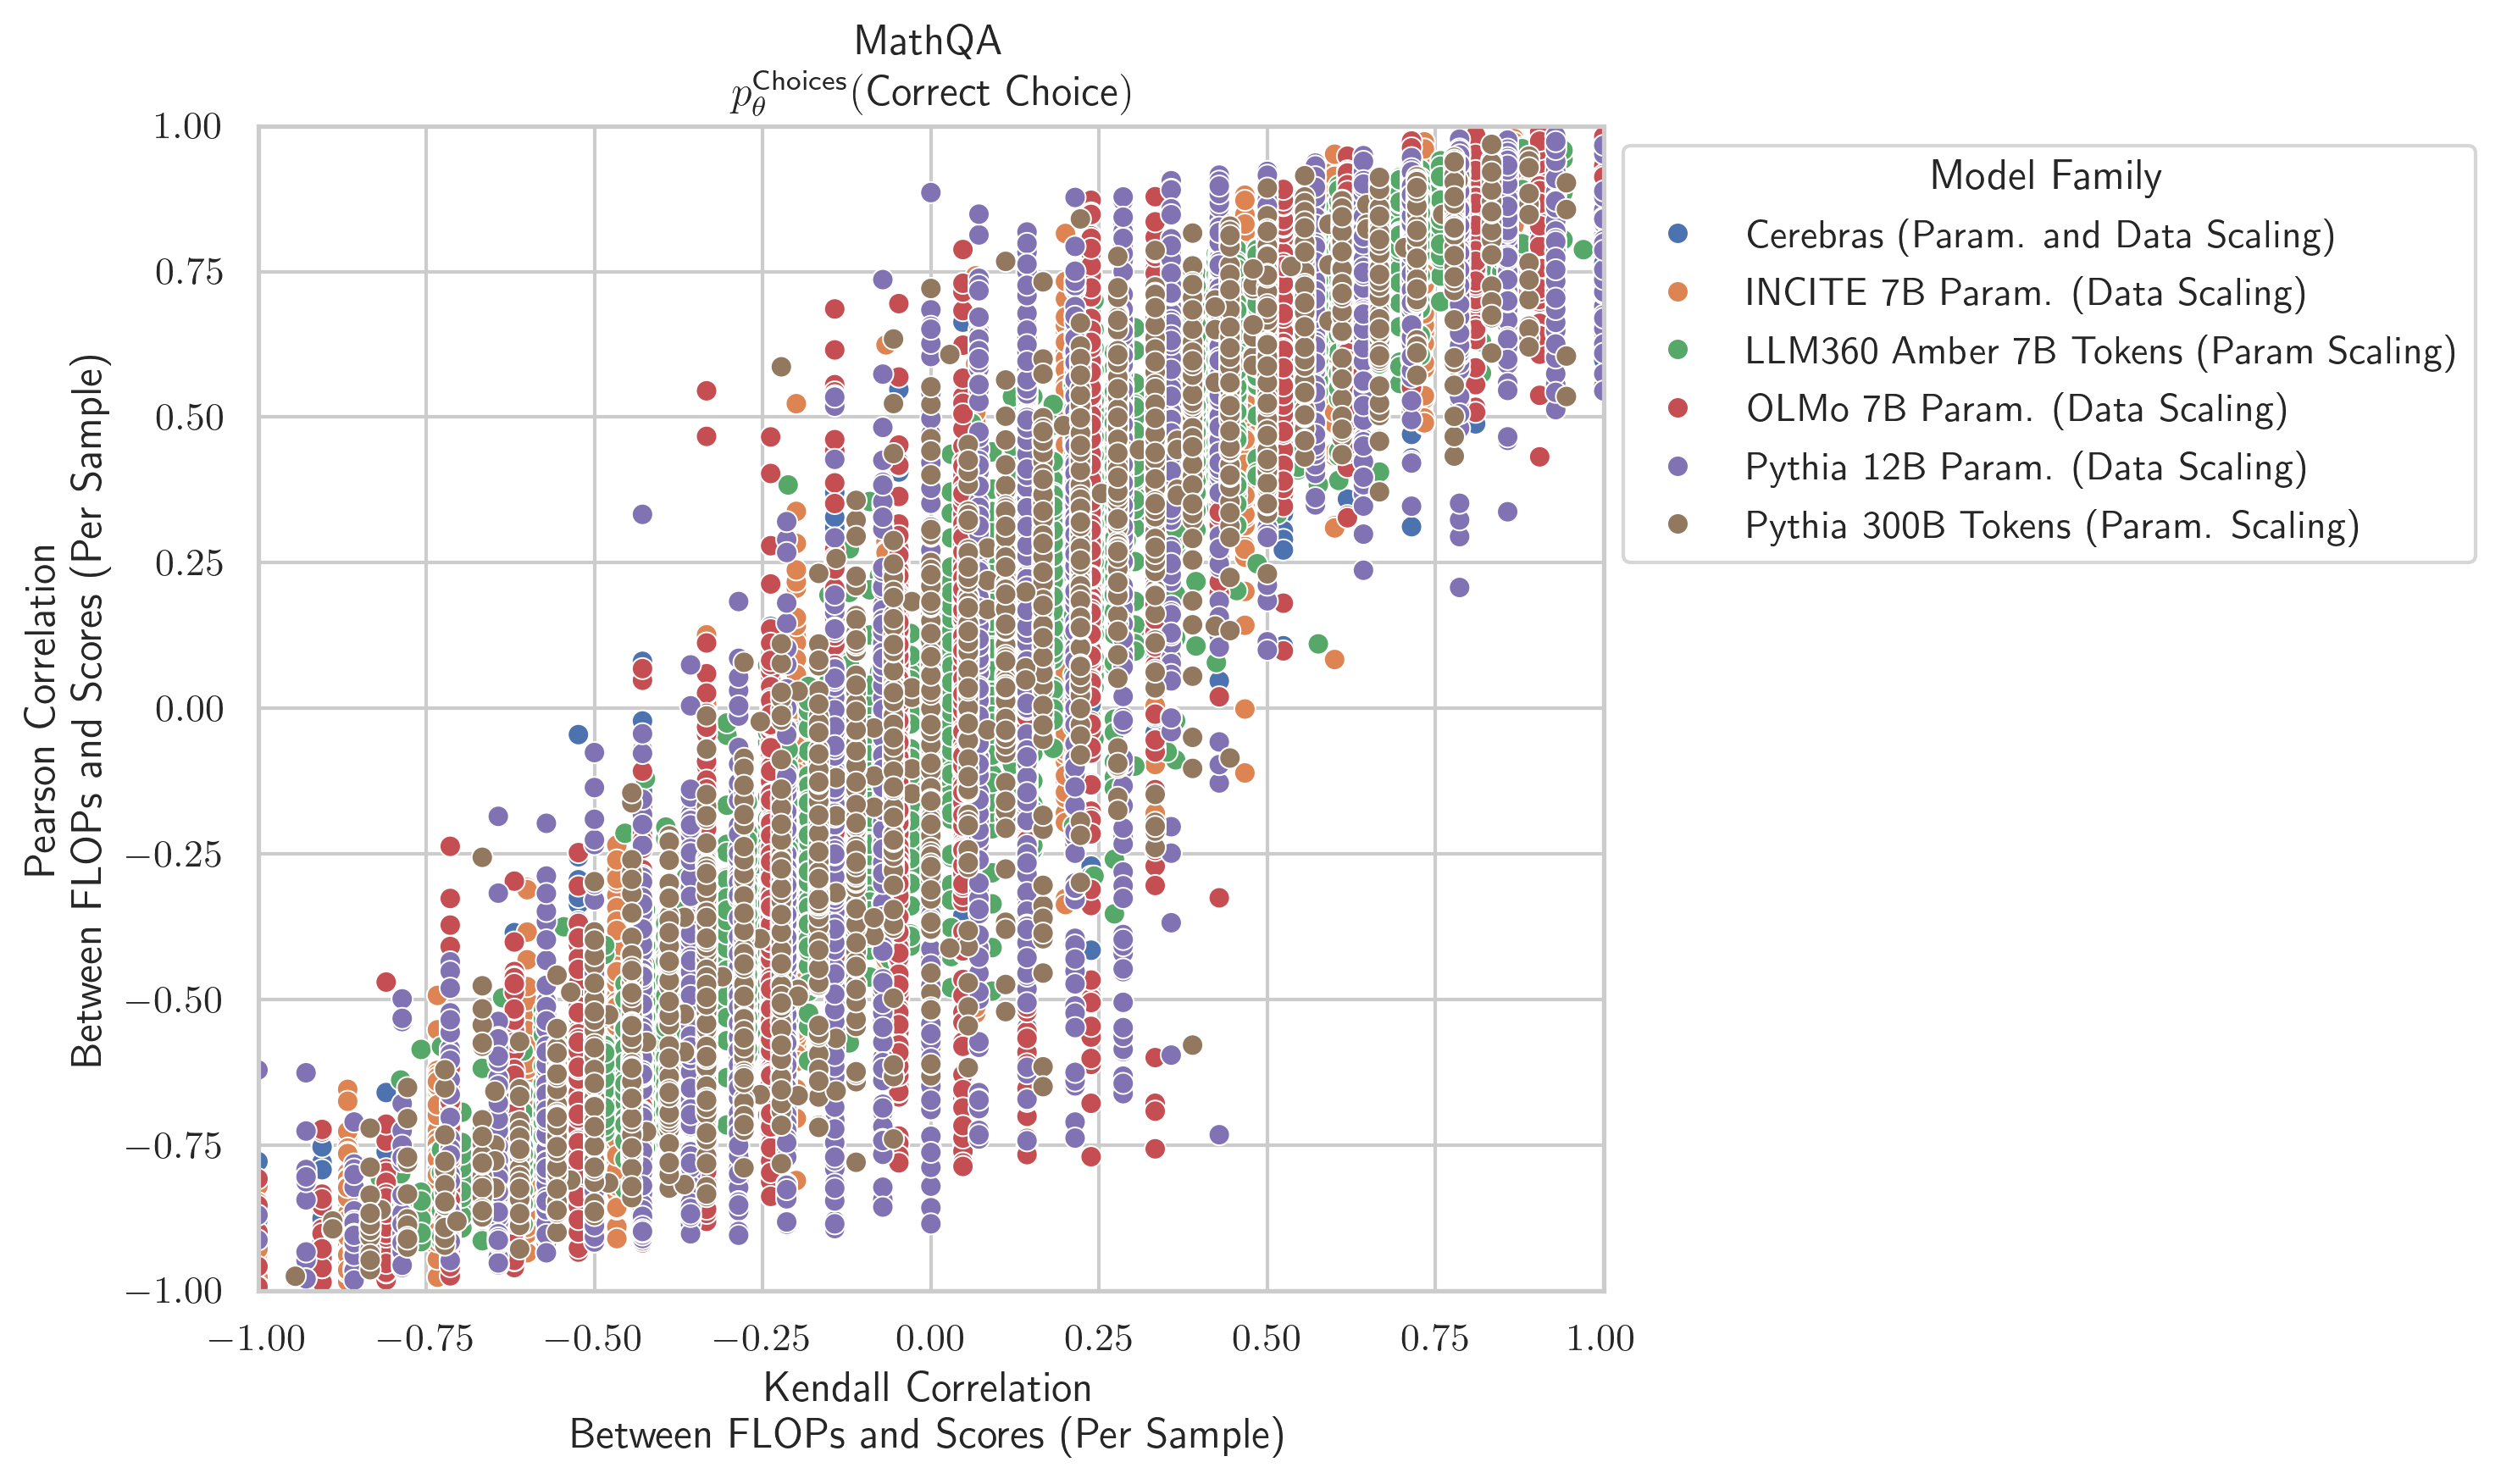 MathQA
p_θ^Choices(Correct Choice)
1.00
0.75
0.50
0.25
0.00
−0.25
−0.50
−0.75
−1.00
Pearson Correlation
Between FLOPs and Scores (Per Sample)
−1.00 −0.75 −0.50 −0.25 0.00 0.25 0.50 0.75 1.00
Kendall Correlation
Between FLOPs and Scores (Per Sample)
Model Family
Cerebras (Param. and Data Scaling)
INCITE 7B Param. (Data Scaling)
LLM360 Amber 7B Tokens (Param Scaling)
OLMo 7B Param. (Data Scaling)
Pythia 12B Param. (Data Scaling)
Pythia 300B Tokens (Param. Scaling)